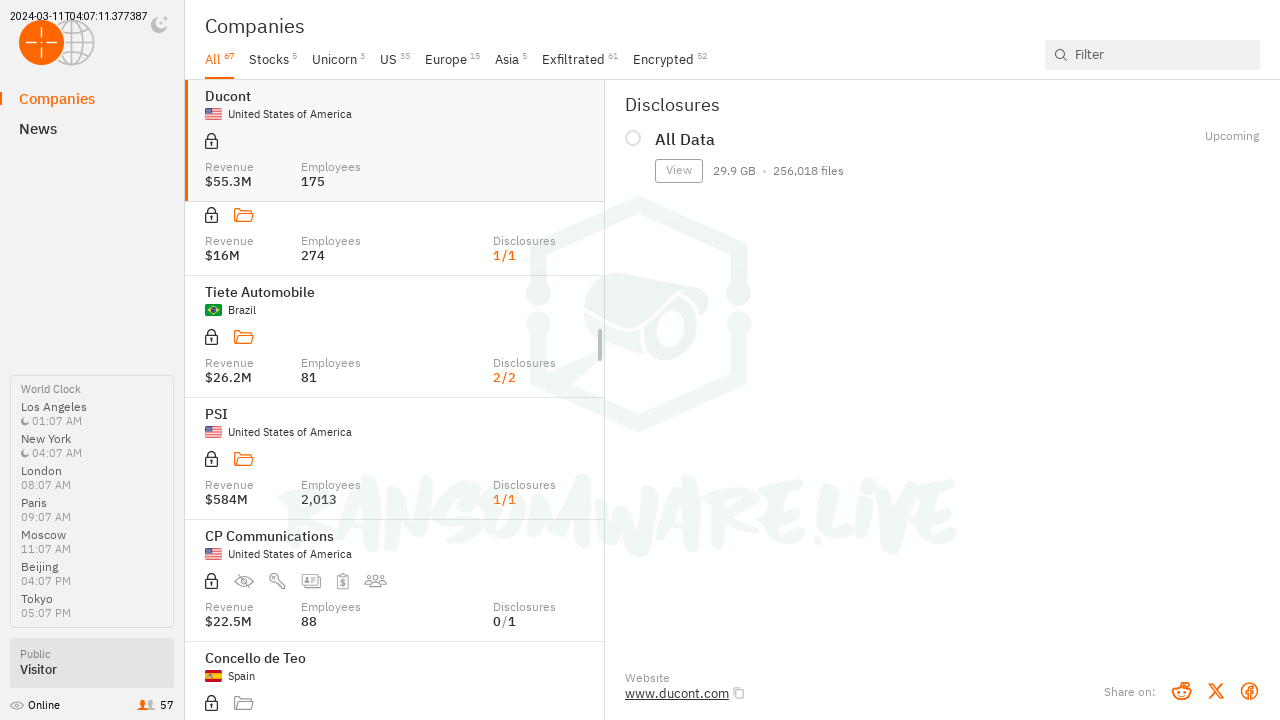 2024-03-11T04:07:11.377387
Companies
News
World Clock
Los Angeles
01:07 AM
New York
04:07 AM
London
08:07 AM
Paris
09:07 AM
Moscow
11:07 AM
Beijing
04:07 PM
Tokyo
05:07 PM
Public
Visitor
Online 57
Companies
All 67 Stocks 5 Unicorn 3 US 35 Europe 15 Asia 5 Exfiltrated 61 Encrypted 52
Filter
Ducont
United States of America
Revenue Employees
$55.3M 175
Revenue Employees Disclosures
$16M 274 1/1
Tiete Automobile
Brazil
Revenue Employees Disclosures
$26.2M 81 2/2
PSI
United States of America
Revenue Employees Disclosures
$584M 2,013 1/1
CP Communications
United States of America
Revenue Employees Disclosures
$22.5M 88 0/1
Concello de Teo
Spain
Disclosures
All Data Upcoming
View 29.9 GB • 256,018 files
RANSOMWARE.LIVE
Website
www.ducont.com
Share on: